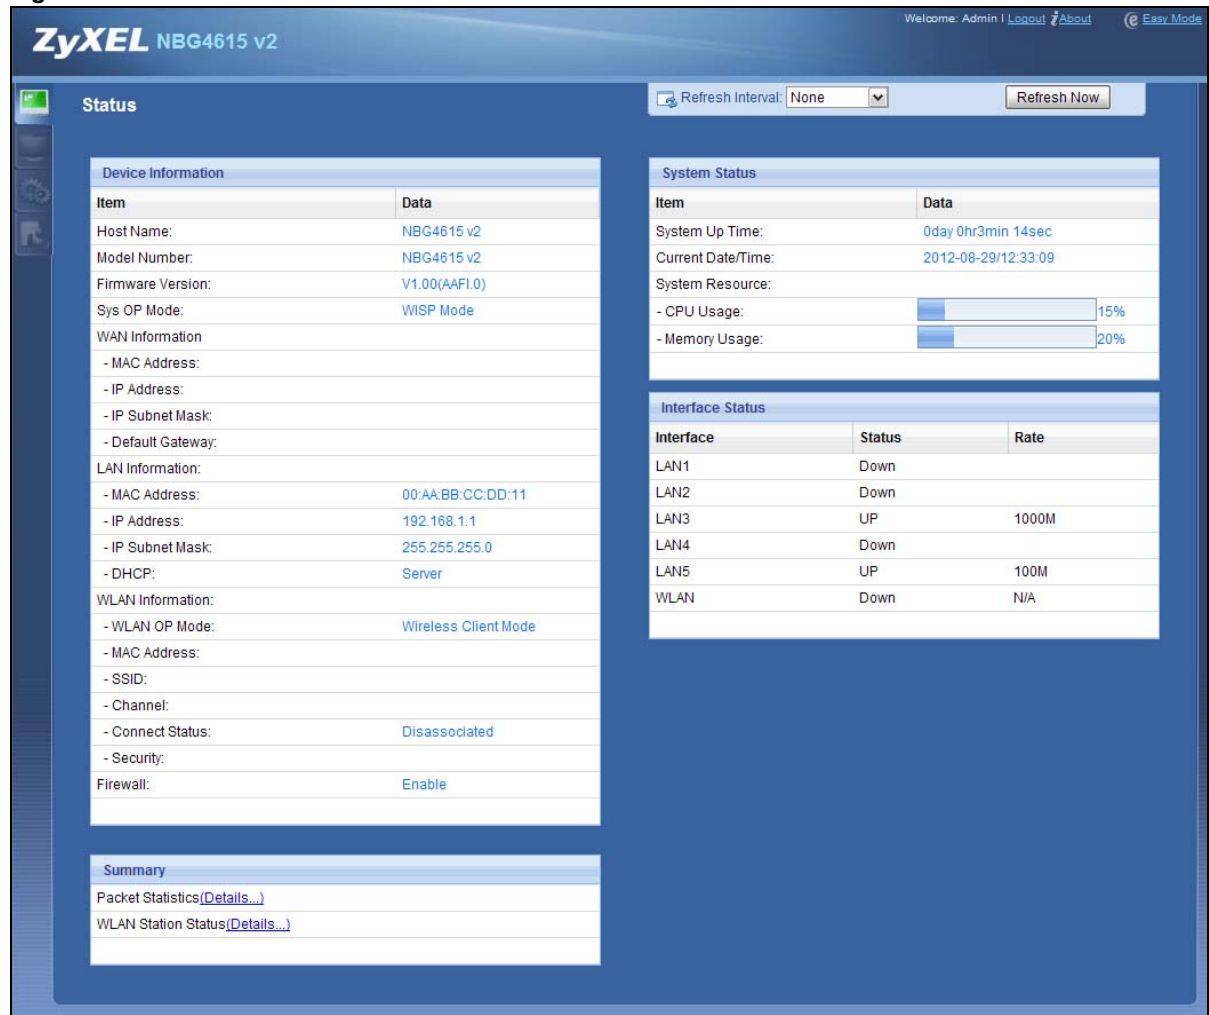 ZyXEL NBG4615 v2
Welcome: Admin I Logout i About e Easy Mode
Status
Refresh Interval: None
Refresh Now
Device Information
Item Data
Host Name: NBG4615 v2
Model Number: NBG4615 v2
Firmware Version: V1.00(AAFI.0)
Sys OP Mode: WISP Mode
WAN Information
- MAC Address:
- IP Address:
- IP Subnet Mask:
- Default Gateway:
LAN Information:
- MAC Address: 00:AA:BB:CC:DD:11
- IP Address: 192.168.1.1
- IP Subnet Mask: 255.255.255.0
- DHCP: Server
WLAN Information:
- WLAN OP Mode: Wireless Client Mode
- MAC Address:
- SSID:
- Channel:
- Connect Status: Disassociated
- Security:
Firewall: Enable
Summary
Packet Statistics(Details...)
WLAN Station Status(Details...)
System Status
Item Data
System Up Time: 0day 0hr3min 14sec
Current Date/Time: 2012-08-29/12:33:09
System Resource:
- CPU Usage: 15%
- Memory Usage: 20%
Interface Status
Interface Status Rate
LAN1 Down
LAN2 Down
LAN3 UP 1000M
LAN4 Down
LAN5 UP 100M
WLAN Down N/A